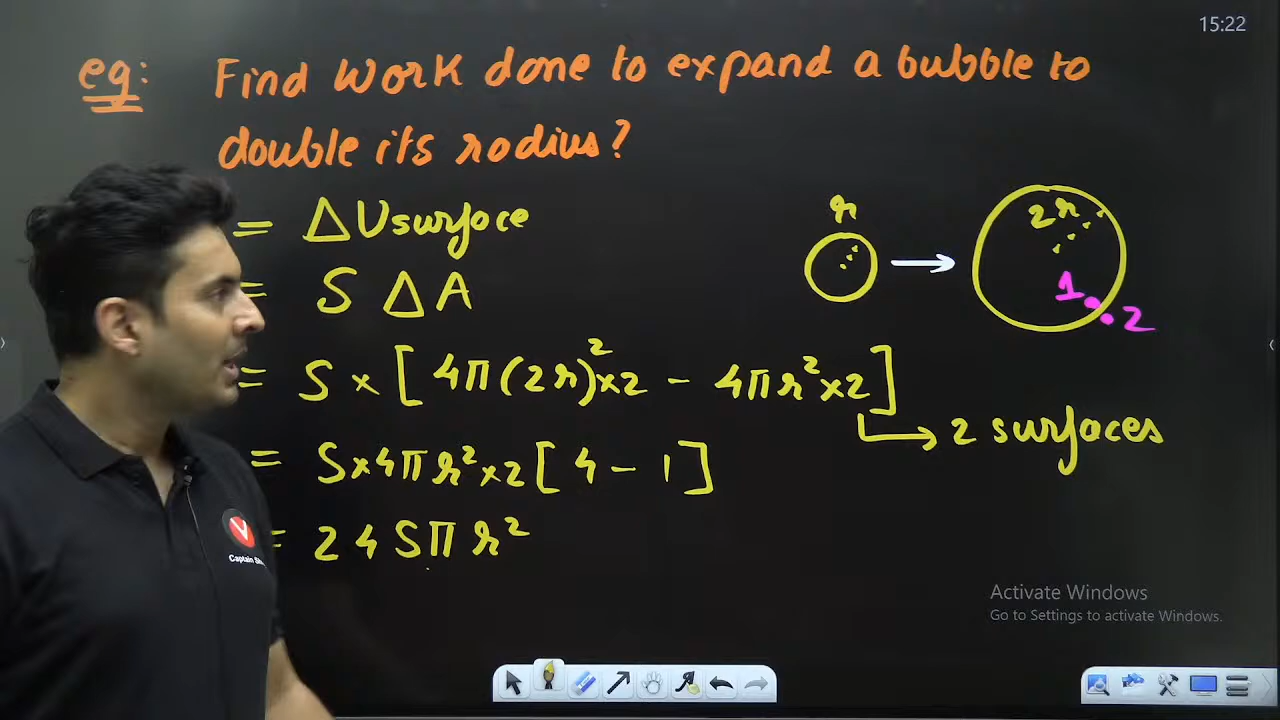 15:22
eg: Find Work done to expand a bubble to
double its radius?
= ΔUsurface
= S Δ A
= S × [ 4π(2r)²×2 - 4πr²×2 ]
→ 2 surfaces
= S×4πr²×2 [ 4 - 1 ]
= 24 Sπr²
r → 2r
1 2
V
Captain
Activate Windows
Go to Settings to activate Windows.